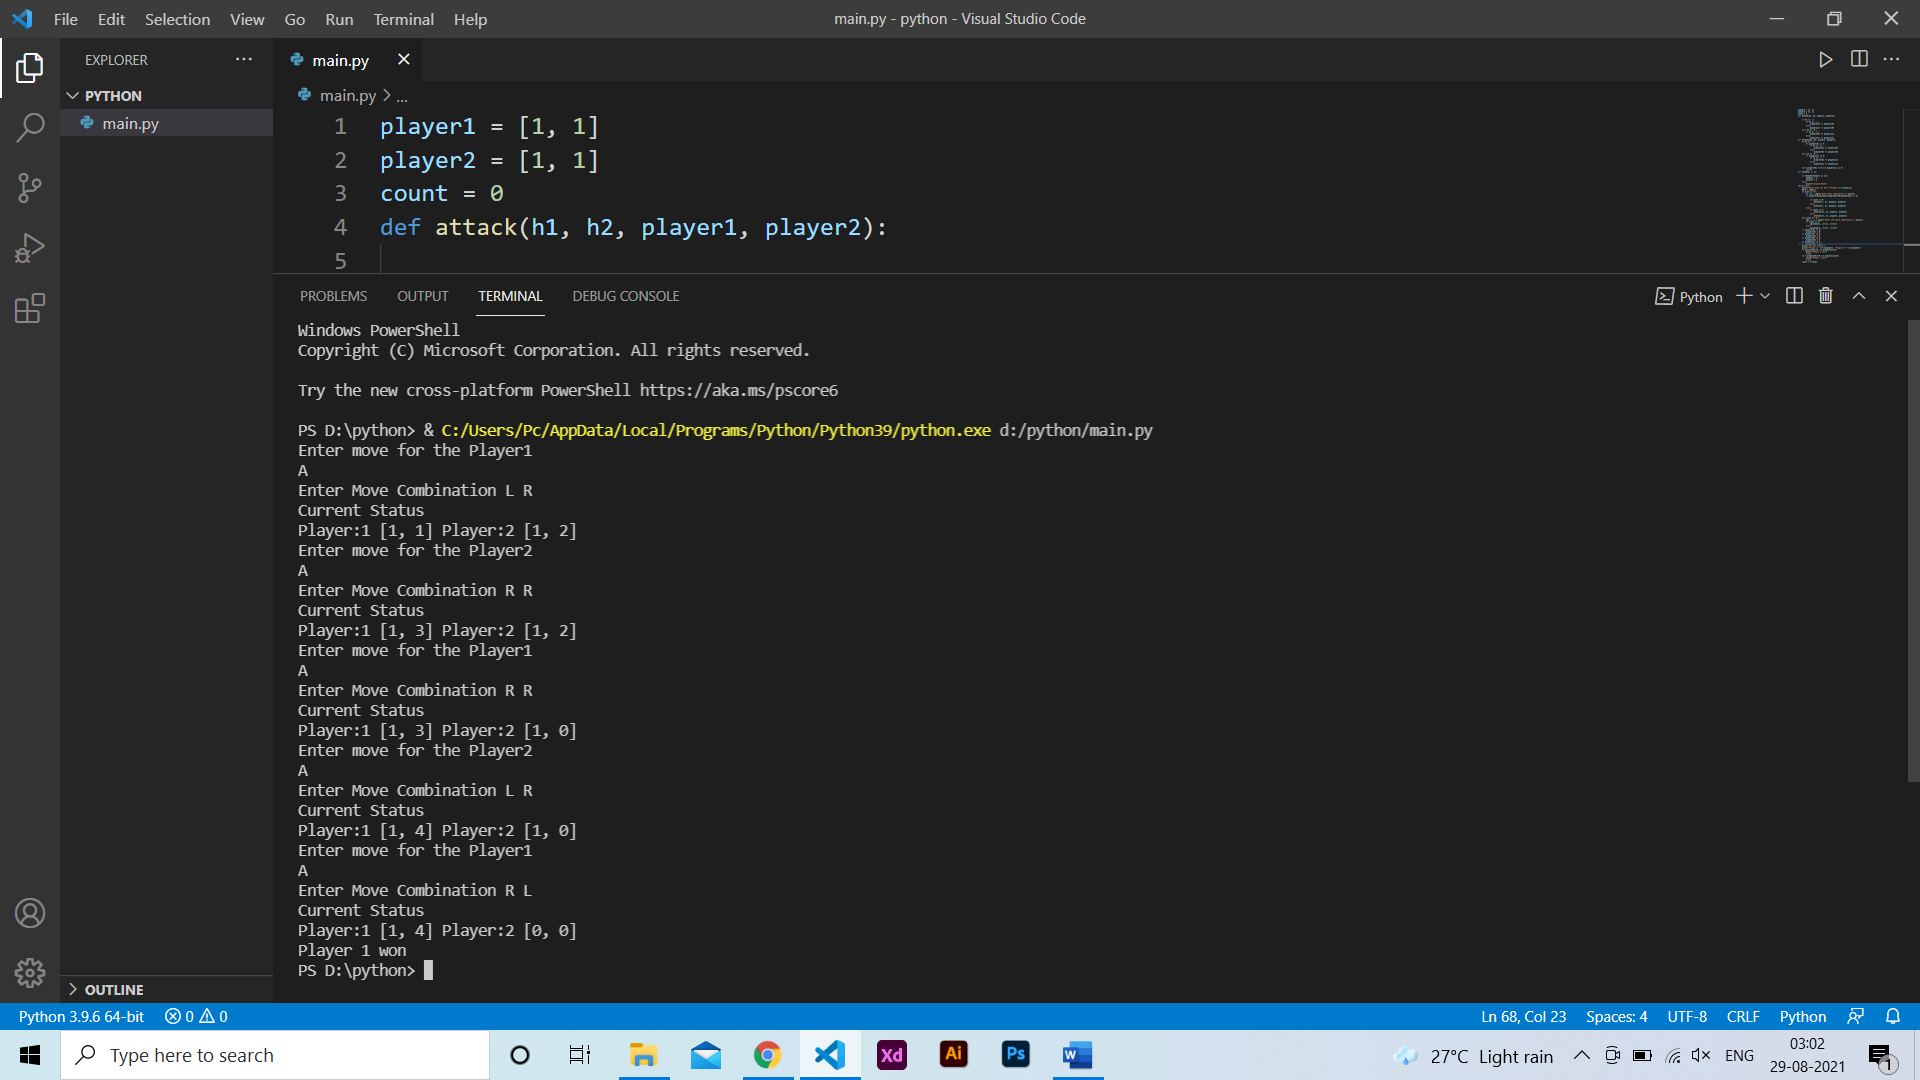 File Edit Selection View Go Run Terminal Help
main.py - python - Visual Studio Code
EXPLORER
PYTHON
main.py
main.py
main.py > ...
1 player1 = [1, 1]
2 player2 = [1, 1]
3 count = 0
4 def attack(h1, h2, player1, player2):
5
PROBLEMS OUTPUT TERMINAL DEBUG CONSOLE
Python
Windows PowerShell
Copyright (C) Microsoft Corporation. All rights reserved.
Try the new cross-platform PowerShell https://aka.ms/pscore6
PS D:\python> & C:/Users/Pc/AppData/Local/Programs/Python/Python39/python.exe d:/python/main.py
Enter move for the Player1
A
Enter Move Combination L R
Current Status
Player:1 [1, 1] Player:2 [1, 2]
Enter move for the Player2
A
Enter Move Combination R R
Current Status
Player:1 [1, 3] Player:2 [1, 2]
Enter move for the Player1
A
Enter Move Combination R R
Current Status
Player:1 [1, 3] Player:2 [1, 0]
Enter move for the Player2
A
Enter Move Combination L R
Current Status
Player:1 [1, 4] Player:2 [1, 0]
Enter move for the Player1
A
Enter Move Combination R L
Current Status
Player:1 [1, 4] Player:2 [0, 0]
Player 1 won
PS D:\python>
OUTLINE
Python 3.9.6 64-bit 0 0
Ln 68, Col 23 Spaces: 4 UTF-8 CRLF Python
Type here to search
Xd Ai Ps W
27°C Light rain
ENG
03:02
29-08-2021
1